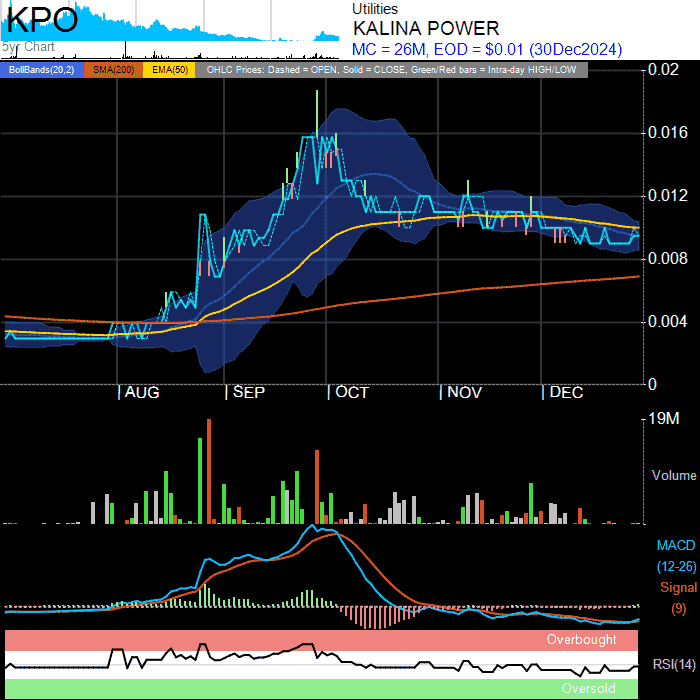 KPO
5yr Chart
Utilities
KALINA POWER
MC = 26M, EOD = $0.01 (30Dec2024)
BollBands(20,2) SMA(200) EMA(50) OHLC Prices: Dashed = OPEN, Solid = CLOSE, Green/Red bars = Intra-day HIGH/LOW
0.02
0.016
0.012
0.008
0.004
0
AUG SEP OCT NOV DEC
19M
Volume
MACD
(12-26)
Signal
(9)
Overbought
RSI(14)
Oversold